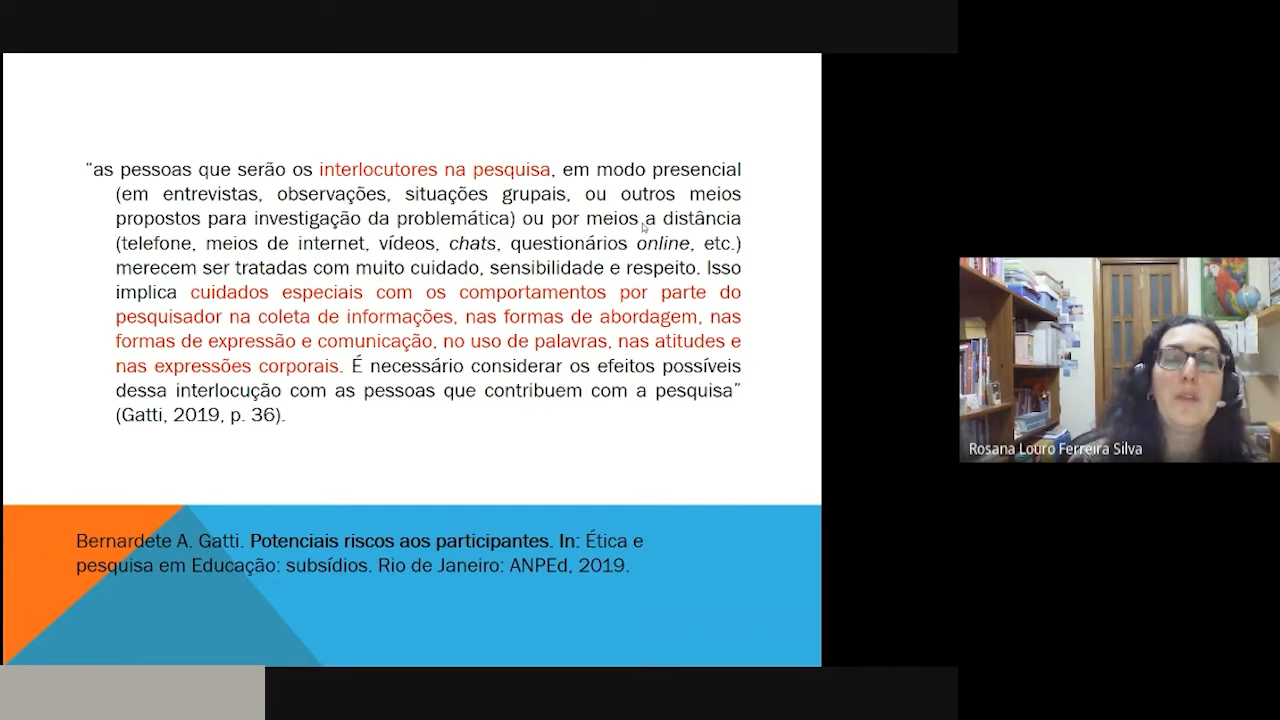 “as pessoas que serão os interlocutores na pesquisa, em modo presencial
(em entrevistas, observações, situações grupais, ou outros meios
propostos para investigação da problemática) ou por meios a distância
(telefone, meios de internet, vídeos, chats, questionários online, etc.)
merecem ser tratadas com muito cuidado, sensibilidade e respeito. Isso
implica cuidados especiais com os comportamentos por parte do
pesquisador na coleta de informações, nas formas de abordagem, nas
formas de expressão e comunicação, no uso de palavras, nas atitudes e
nas expressões corporais. É necessário considerar os efeitos possíveis
dessa interlocução com as pessoas que contribuem com a pesquisa”
(Gatti, 2019, p. 36).
Bernardete A. Gatti. Potenciais riscos aos participantes. In: Ética e
pesquisa em Educação: subsídios. Rio de Janeiro: ANPEd, 2019.
Rosana Louro Ferreira Silva